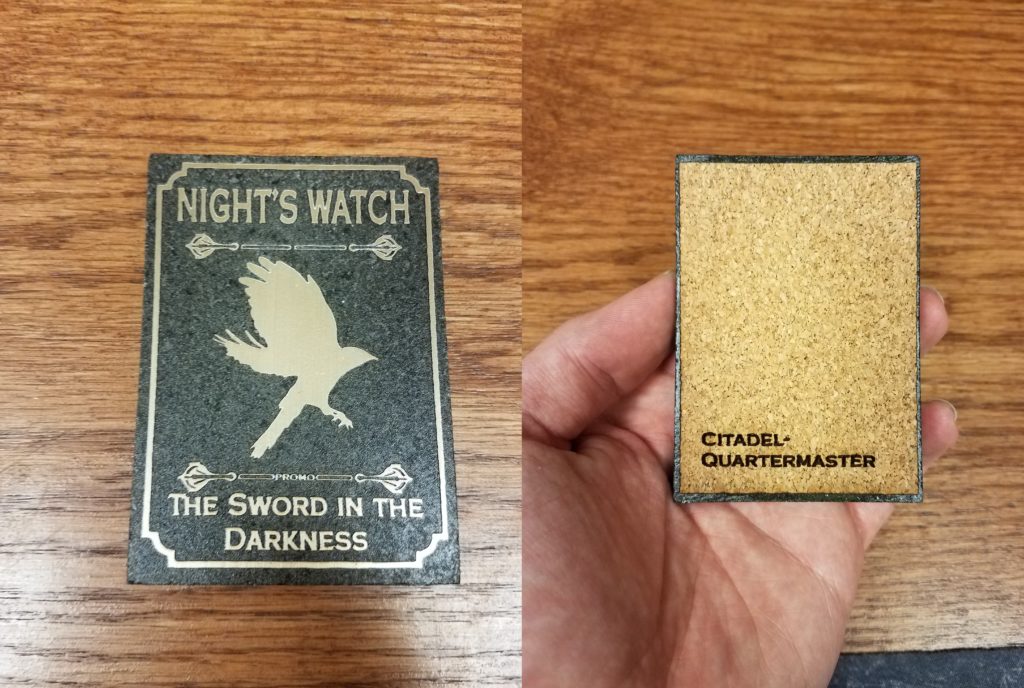 NIGHT'S WATCH
PROMO
THE SWORD IN THE
DARKNESS
CITADEL-
QUARTERMASTER